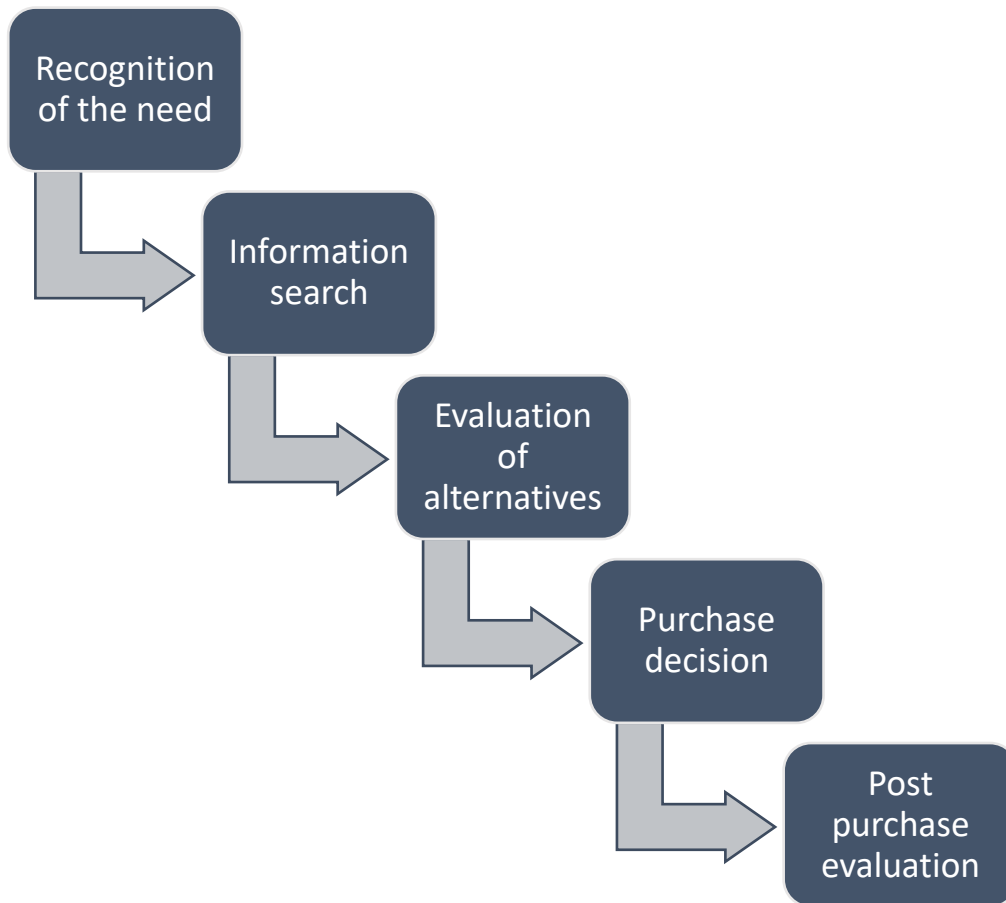 Recognition
of the need
Information
search
Evaluation
of
alternatives
Purchase
decision
Post
purchase
evaluation